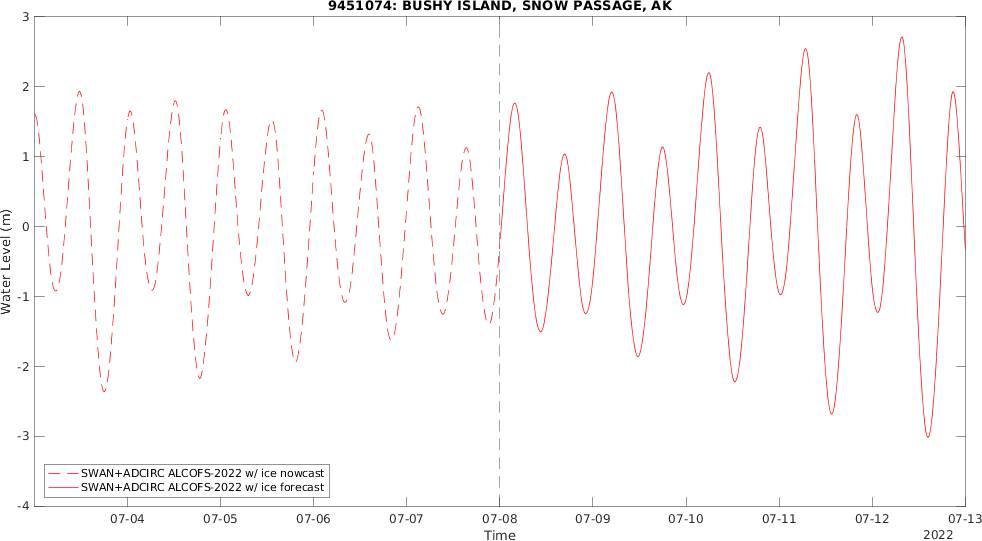 9451074: BUSHY ISLAND, SNOW PASSAGE, AK
3
2
1
0
-1
-2
-3
-4
Water Level (m)
SWAN+ADCIRC ALCOFS-2022 w/ ice nowcast
SWAN+ADCIRC ALCOFS-2022 w/ ice forecast
07-04 07-05 07-06 07-07 07-08 07-09 07-10 07-11 07-12 07-13
Time
2022